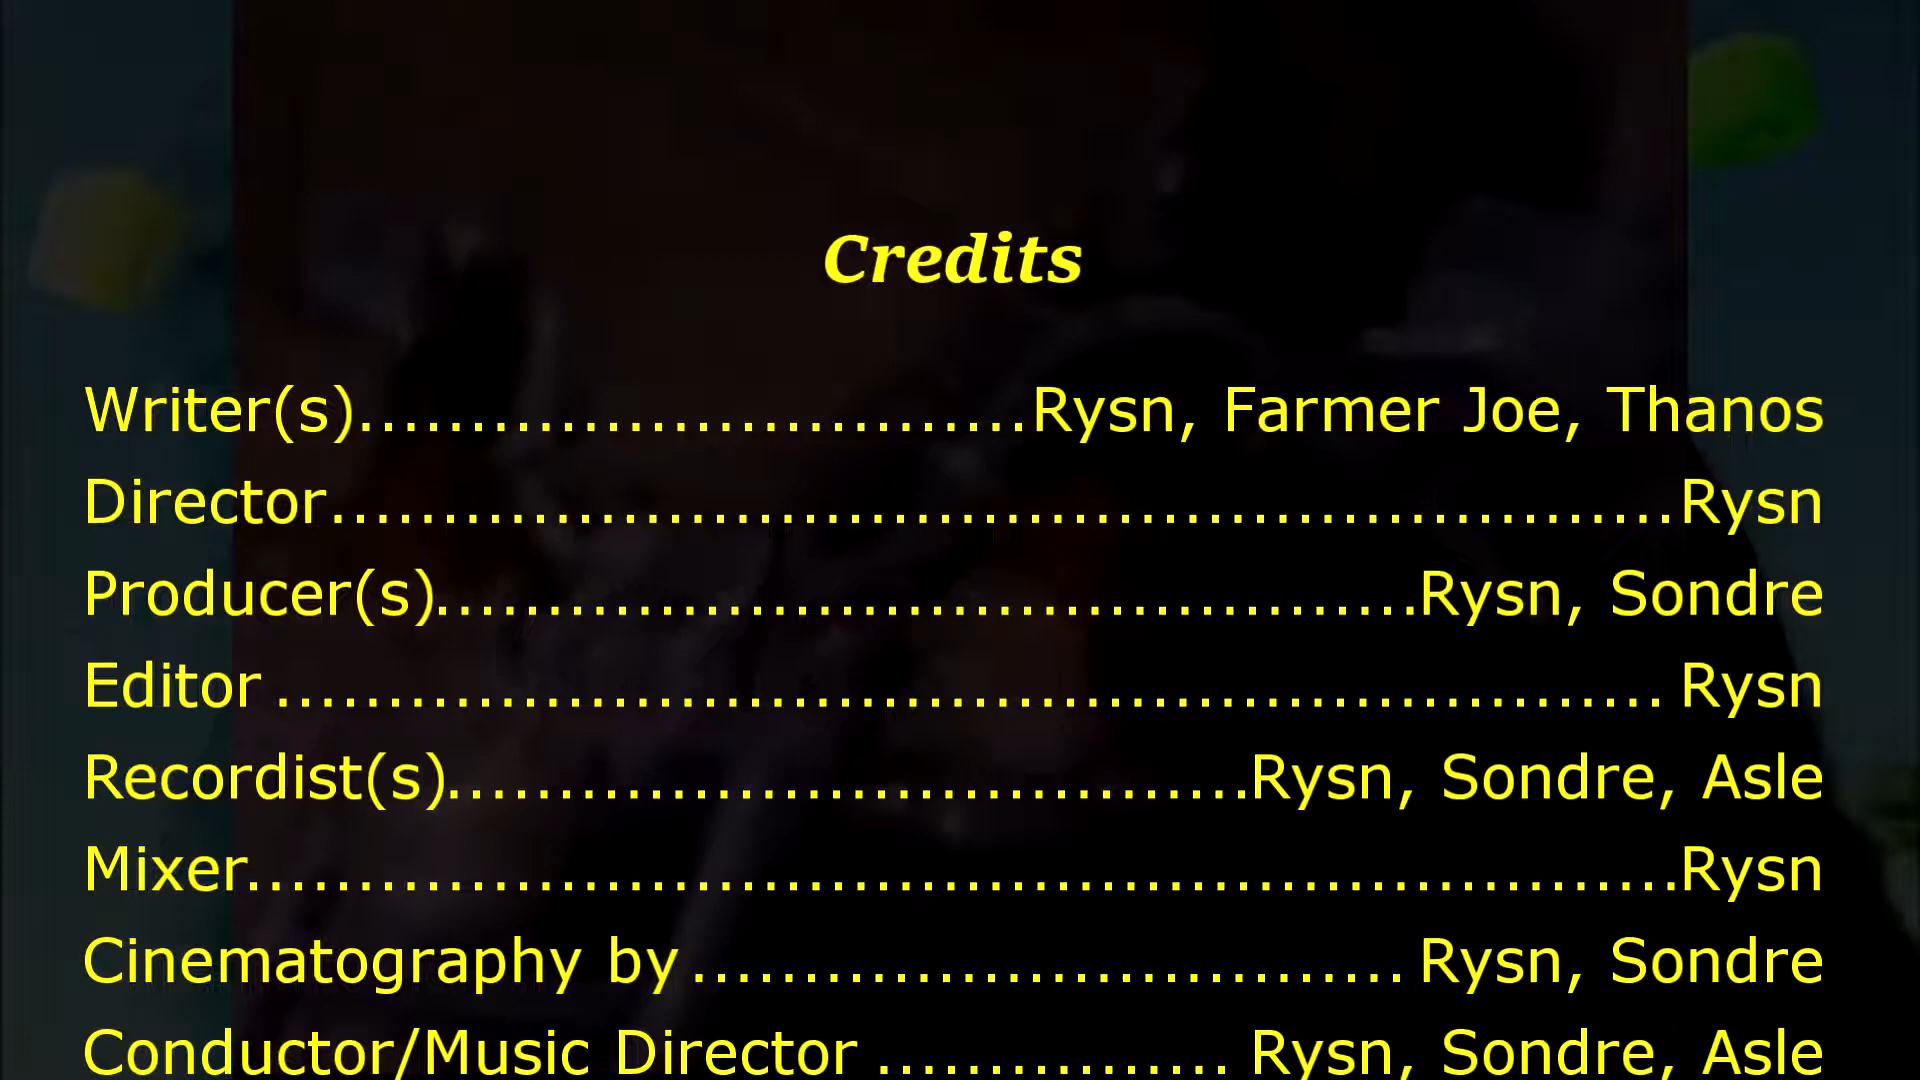 Credits
Writer(s)..............................Rysn, Farmer Joe, Thanos
Director............................................................Rysn
Producer(s)............................................Rysn, Sondre
Editor .............................................................. Rysn
Recordist(s)....................................Rysn, Sondre, Asle
Mixer................................................................Rysn
Cinematography by ................................ Rysn, Sondre
Conductor/Music Director ................ Rysn, Sondre, Asle